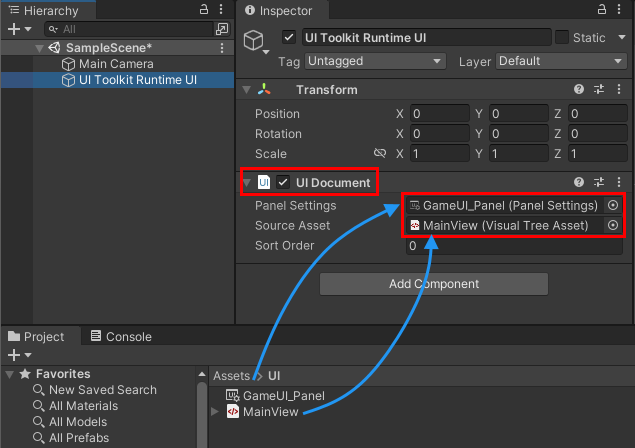 Hierarchy
All
SampleScene*
Main Camera
UI Toolkit Runtime UI
Inspector
UI Toolkit Runtime UI
Static
Tag Untagged Layer Default
Transform
Position X 0 Y 0 Z 0
Rotation X 0 Y 0 Z 0
Scale X 1 Y 1 Z 1
UI UI Document
Panel Settings GameUI_Panel (Panel Settings)
Source Asset MainView (Visual Tree Asset)
Sort Order 0
Add Component
Project Console
Favorites
New Saved Search
All Materials
All Models
All Prefabs
Assets > UI
GameUI_Panel
MainView